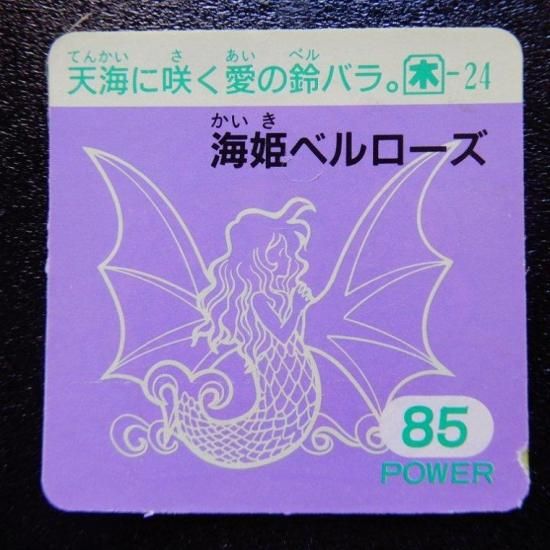 てんかい さ あい ベル
天海に咲く愛の鈴バラ。木-24
かいき
海姫ベルローズ
85
POWER